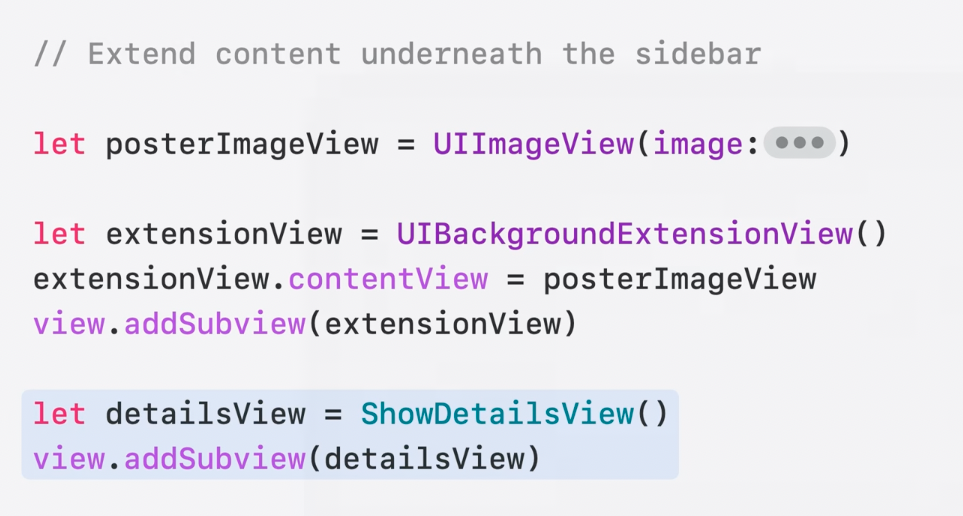 // Extend content underneath the sidebar
let posterImageView = UIImageView(image:•••)
let extensionView = UIBackgroundExtensionView()
extensionView.contentView = posterImageView
view.addSubview(extensionView)
let detailsView = ShowDetailsView()
view.addSubview(detailsView)